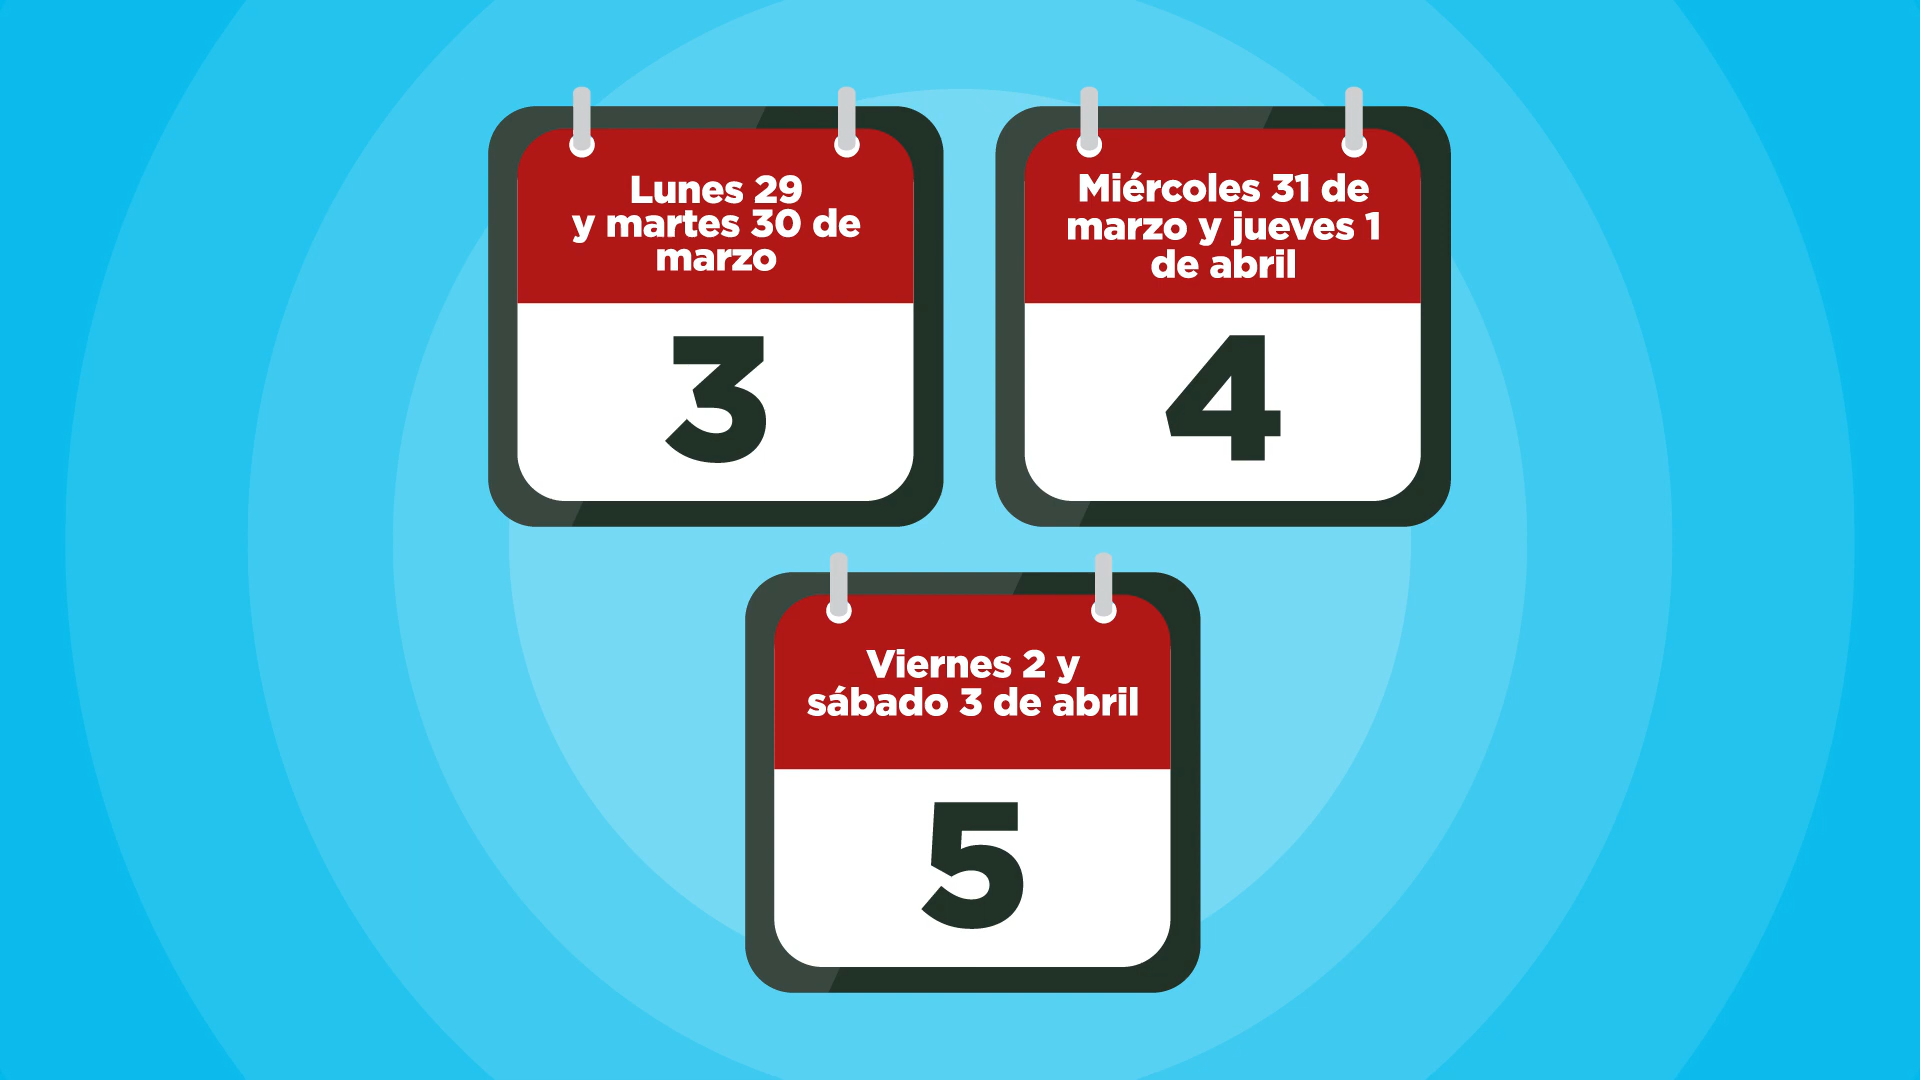 Lunes 29
y martes 30 de
marzo
3
Miércoles 31 de
marzo y jueves 1
de abril
4
Viernes 2 y
sábado 3 de abril
5